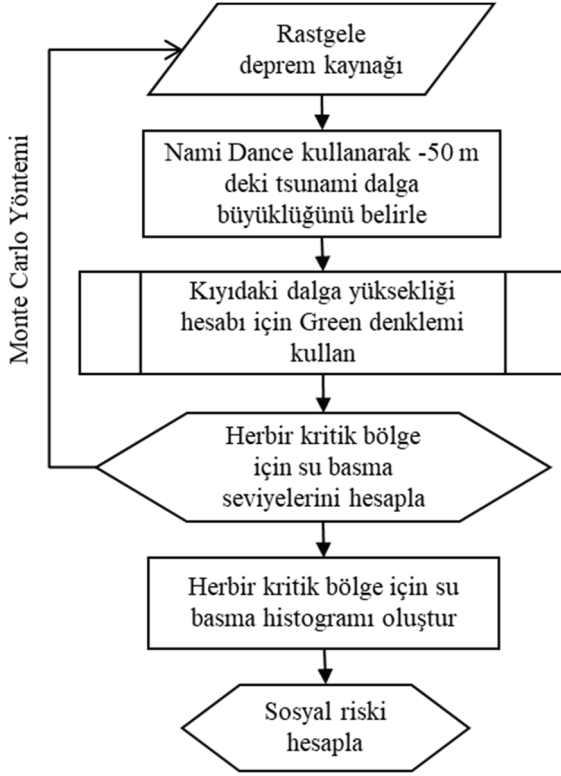 Rastgele
deprem kaynağı
Monte Carlo Yöntemi
Nami Dance kullanarak -50 m
deki tsunami dalga
büyüklüğünü belirle
Kıyıdaki dalga yüksekliği
hesabı için Green denklemi
kullan
Herbir kritik bölge
için su basma
seviyelerini hesapla
Herbir kritik bölge için su
basma histogramı oluştur
Sosyal riski
hesapla